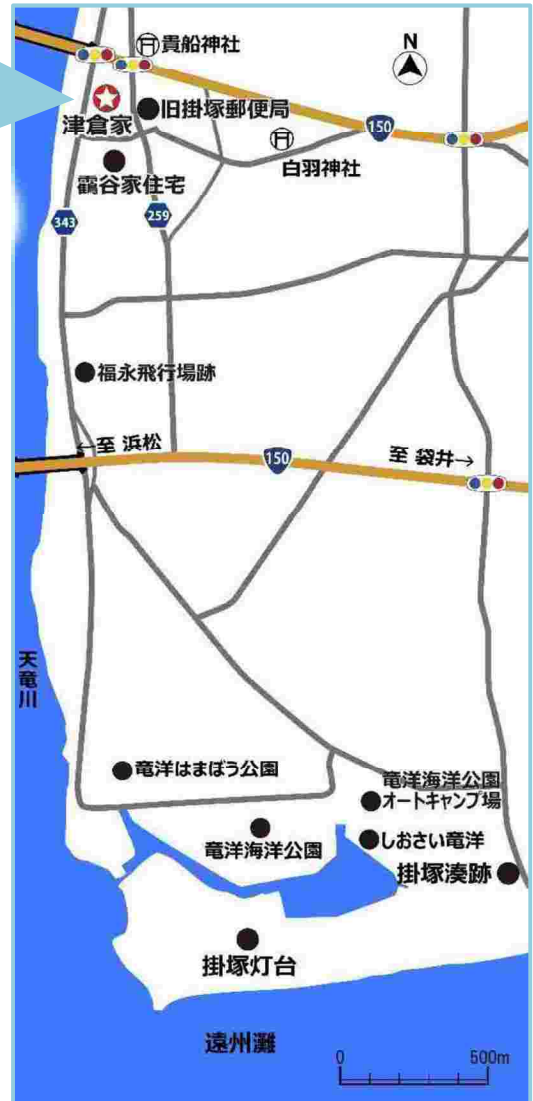 貴船神社
N
津倉家
旧掛塚郵便局
150
白羽神社
靏谷家住宅
343
259
福永飛行場跡
←至 浜松
150
至 袋井→
天竜川
竜洋はまぼう公園
竜洋海洋公園
オートキャンプ場
竜洋海洋公園
しおさい竜洋
掛塚湊跡
掛塚灯台
遠州灘
0
500m